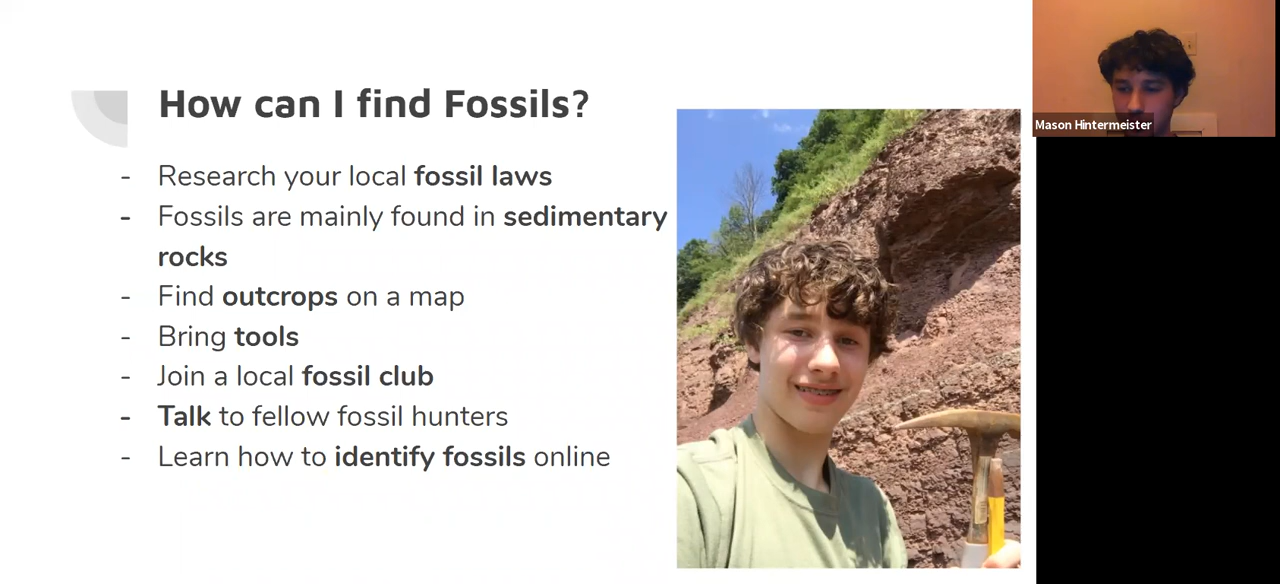 How can I find Fossils?
- Research your local fossil laws
- Fossils are mainly found in sedimentary
rocks
- Find outcrops on a map
- Bring tools
- Join a local fossil club
- Talk to fellow fossil hunters
- Learn how to identify fossils online
Mason Hintermeister